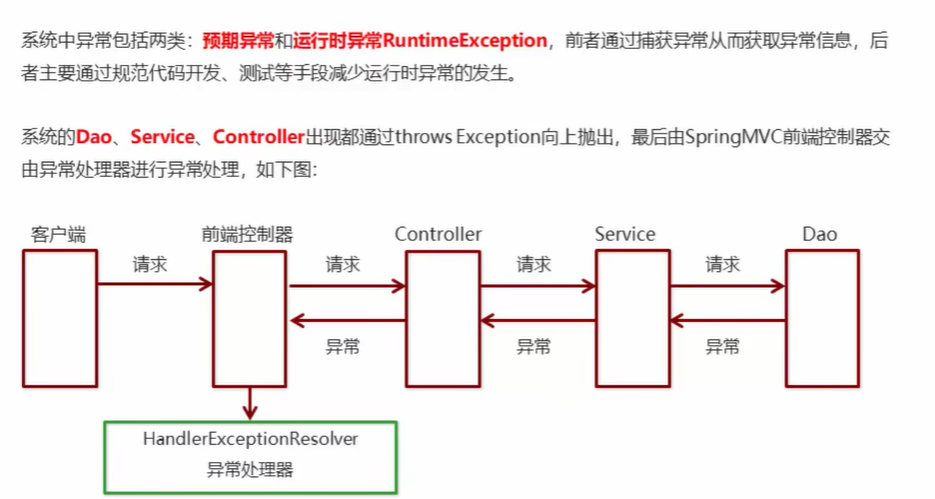 系统中异常包括两类：预期异常和运行时异常RuntimeException，前者通过捕获异常从而获取异常信息，后
者主要通过规范代码开发、测试等手段减少运行时异常的发生。
系统的Dao、Service、Controller出现都通过throws Exception向上抛出，最后由SpringMVC前端控制器交
由异常处理器进行异常处理，如下图：
客户端 前端控制器 Controller Service Dao
请求 请求 请求 请求
异常 异常 异常
HandlerExceptionResolver
异常处理器